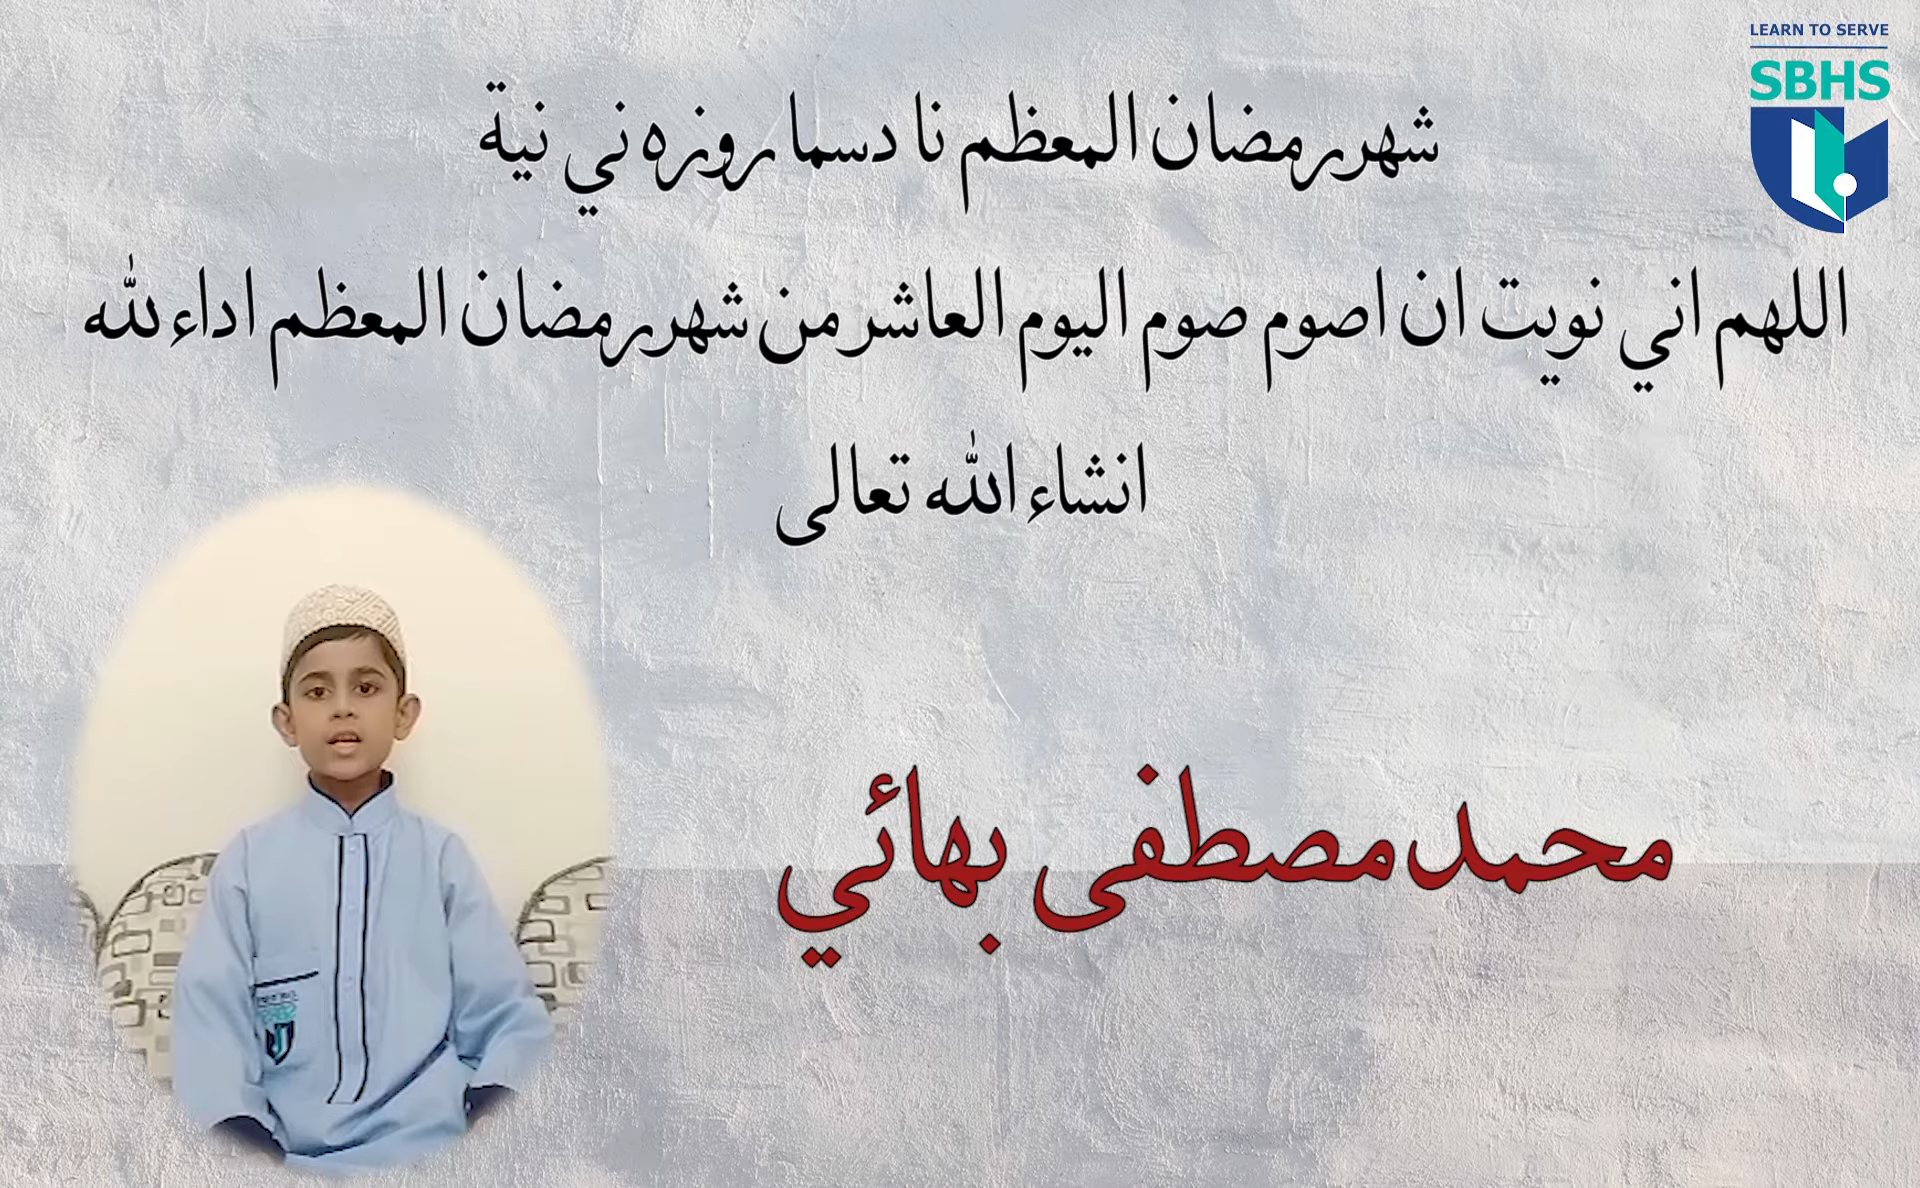 LEARN TO SERVE
SBHS
شهر رمضان المعظم نا دسما روزه ني نية
اللهم اني نويت ان اصوم صوم اليوم العاشر من شهر رمضان المعظم اداء لله
انشاء الله تعالى
محمد مصطفى بهائي